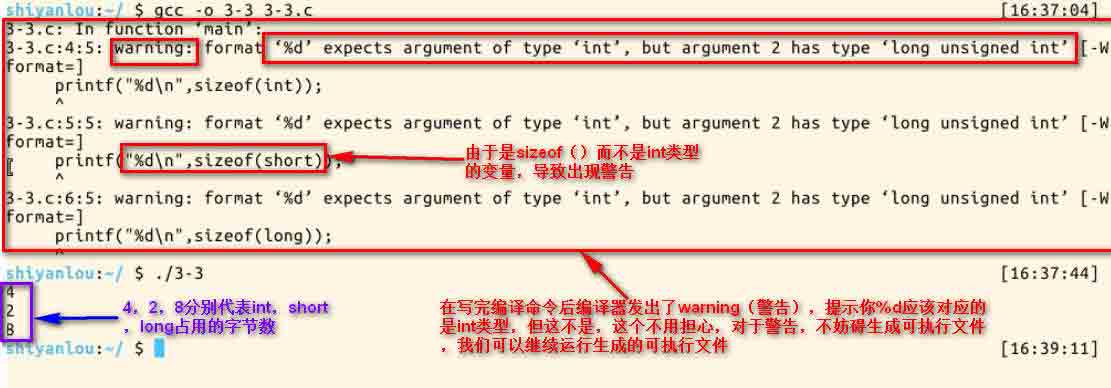 shiyanlou:~/ $ gcc -o 3-3 3-3.c [16:37:04]
3-3.c: In function ‘main’:
3-3.c:4:5: warning: format ‘%d’ expects argument of type ‘int’, but argument 2 has type ‘long unsigned int’ [-W
format=]
printf("%d\n",sizeof(int));
^
3-3.c:5:5: warning: format ‘%d’ expects argument of type ‘int’, but argument 2 has type ‘long unsigned int’ [-W
format=]
printf("%d\n",sizeof(short));
^
由于是sizeof（）而不是int类型
的变量，导致出现警告
3-3.c:6:5: warning: format ‘%d’ expects argument of type ‘int’, but argument 2 has type ‘long unsigned int’ [-W
format=]
printf("%d\n",sizeof(long));
^
shiyanlou:~/ $ ./3-3 [16:37:44]
4
2
8
4，2，8分别代表int，short
，long占用的字节数
在写完编译命令后编译器发出了warning（警告），提示你%d应该对应的
是int类型，但这不是，这个不用担心，对于警告，不妨碍生成可执行文件
，我们可以继续运行生成的可执行文件
shiyanlou:~/ $ [16:39:11]